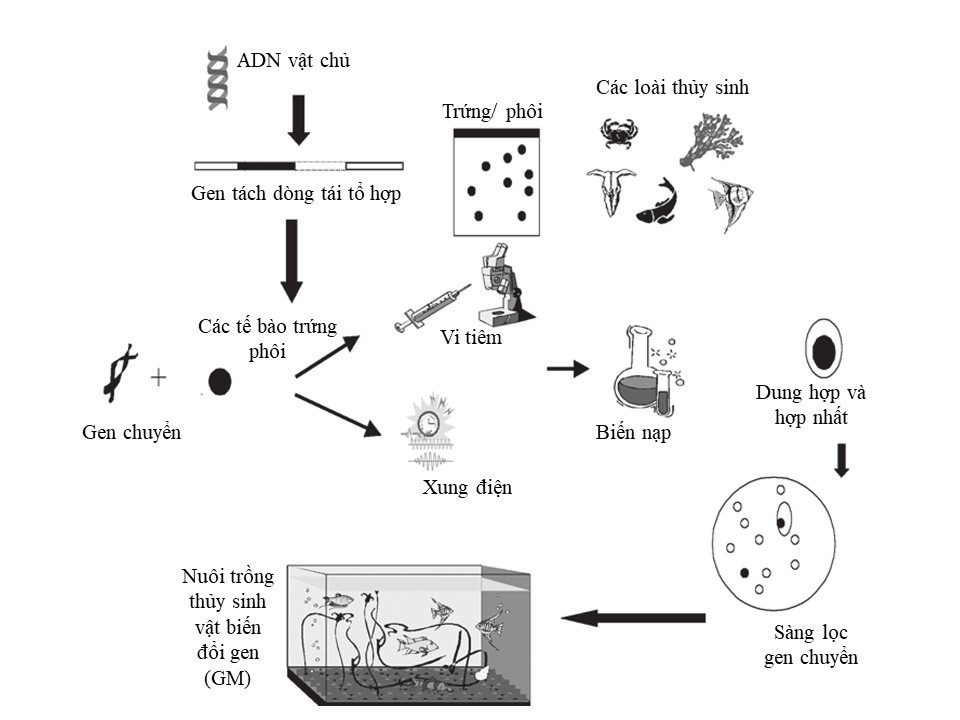 ADN vật chủ
Các loài thủy sinh
Trứng/ phôi
Gen tách dòng tái tổ hợp
Các tế bào trứng
phôi
Vi tiêm
+
Gen chuyển
Xung điện
Biến nạp
Dung hợp và
hợp nhất
Nuôi trồng
thủy sinh
vật biến
đổi gen
(GM)
Sàng lọc
gen chuyển